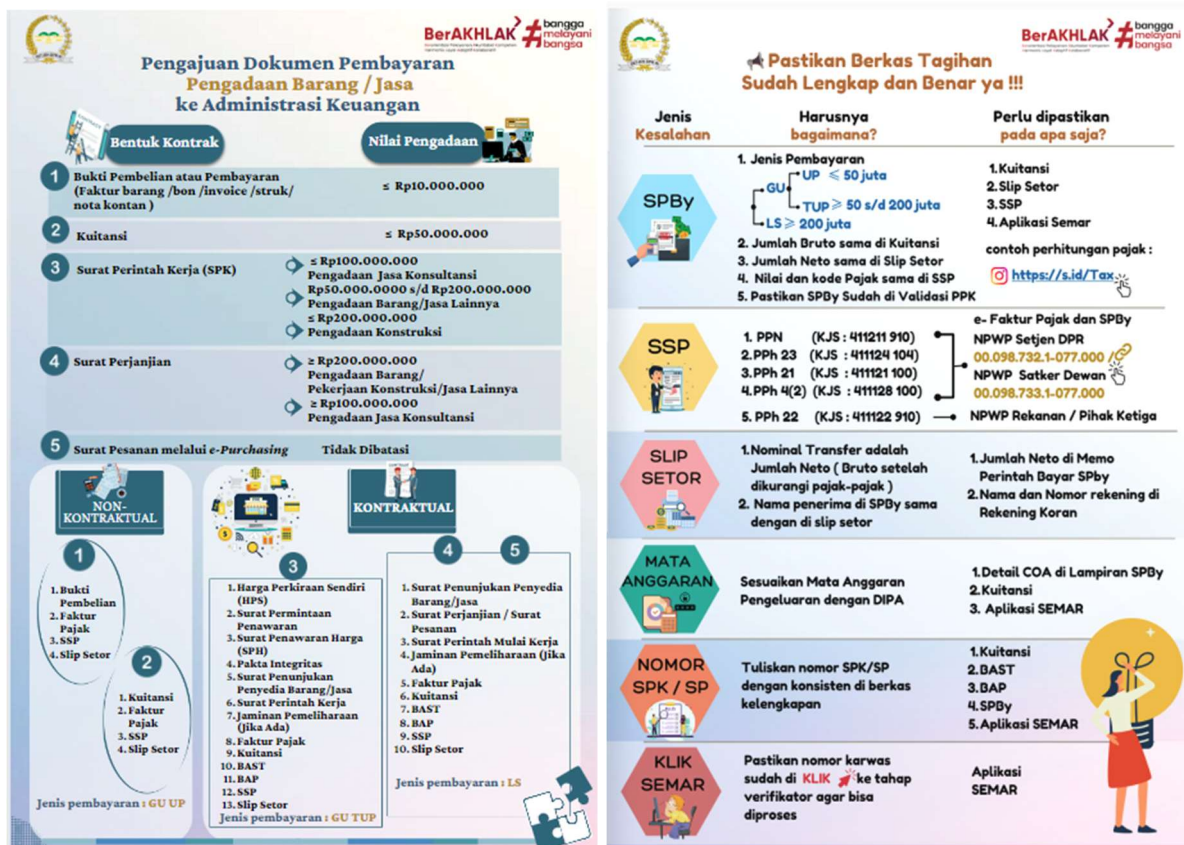 BerAKHLAK
# bangga
melayani
bangsa
Pengajuan Dokumen Pembayaran
Pengadaan Barang / Jasa
ke Administrasi Keuangan
Bentuk Kontrak
Nilai Pengadaan
1 Bukti Pembelian atau Pembayaran
(Faktur barang /bon /invoice /struk/
nota kontan )
≤ Rp10.000.000
2 Kuitansi
≤ Rp50.000.000
3 Surat Perintah Kerja (SPK)
≤ Rp100.000.000
Pengadaan Jasa Konsultansi
Rp50.000.0000 s/d Rp200.000.000
Pengadaan Barang/Jasa Lainnya
≤ Rp200.000.000
Pengadaan Konstruksi
4 Surat Perjanjian
≥ Rp200.000.000
Pengadaan Barang/
Pekerjaan Konstruksi/Jasa Lainnya
≥ Rp100.000.000
Pengadaan Jasa Konsultansi
5 Surat Pesanan melalui e-Purchasing
Tidak Dibatasi
NON-
KONTRAKTUAL
1
1. Bukti
Pembelian
2. Faktur
Pajak
3. SSP
4. Slip Setor
2
1. Kuitansi
2. Faktur
Pajak
3. SSP
4. Slip Setor
Jenis pembayaran : GU UP
KONTRAKTUAL
3
1. Harga Perkiraan Sendiri
(HPS)
2. Surat Permintaan
Penawaran
3. Surat Penawaran Harga
(SPH)
4. Pakta Integritas
5. Surat Penunjukan
Penyedia Barang/Jasa
6. Surat Perintah Kerja
7. Jaminan Pemeliharaan
(Jika Ada)
8. Faktur Pajak
9. Kuitansi
10. BAST
11. BAP
12. SSP
13. Slip Setor
Jenis pembayaran : GU TUP
4
5
1. Surat Penunjukan Penyedia
Barang/Jasa
2. Surat Perjanjian / Surat
Pesanan
3. Surat Perintah Mulai Kerja
4. Jaminan Pemeliharaan (Jika
Ada)
5. Faktur Pajak
6. Kuitansi
7. BAST
8. BAP
9. SSP
10. Slip Setor
Jenis pembayaran : LS
BerAKHLAK
# bangga
melayani
bangsa
Pastikan Berkas Tagihan
Sudah Lengkap dan Benar ya !!!
Jenis
Kesalahan
Harusnya
bagaimana?
Perlu dipastikan
pada apa saja?
SPBy
1. Jenis Pembayaran
GU
UP ≤ 50 juta
TUP ≥ 50 s/d 200 juta
LS ≥ 200 juta
2. Jumlah Bruto sama di Kuitansi
3. Jumlah Neto sama di Slip Setor
4. Nilai dan kode Pajak sama di SSP
5. Pastikan SPBy Sudah di Validasi PPK
1.Kuitansi
2.Slip Setor
3.SSP
4.Aplikasi Semar
contoh perhitungan pajak :
https://s.id/Tax
SSP
1. PPN (KJS : 411211 910)
2.PPh 23 (KJS : 411124 104)
3.PPh 21 (KJS : 411121 100)
4.PPh 4(2) (KJS : 411128 100)
5. PPh 22 (KJS : 411122 910)
e- Faktur Pajak dan SPBy
NPWP Setjen DPR
00.098.732.1-077.000 /
NPWP Satker Dewan
00.098.733.1-077.000
NPWP Rekanan / Pihak Ketiga
SLIP
SETOR
1.Nominal Transfer adalah
Jumlah Neto ( Bruto setelah
dikurangi pajak-pajak )
2. Nama penerima di SPBy sama
dengan di slip setor
1.Jumlah Neto di Memo
Perintah Bayar SPby
2.Nama dan Nomor rekening di
Rekening Koran
MATA
ANGGARAN
Sesuaikan Mata Anggaran
Pengeluaran dengan DIPA
1.Detail COA di Lampiran SPBy
2.Kuitansi
3. Aplikasi SEMAR
NOMOR
SPK / SP
Tuliskan nomor SPK/SP
dengan konsisten di berkas
kelengkapan
1.Kuitansi
2.BAST
3.BAP
4.SPBy
5.Aplikasi SEMAR
KLIK
SEMAR
Pastikan nomor karwas
sudah di KLIK ke tahap
verifikator agar bisa
diproses
Aplikasi
SEMAR